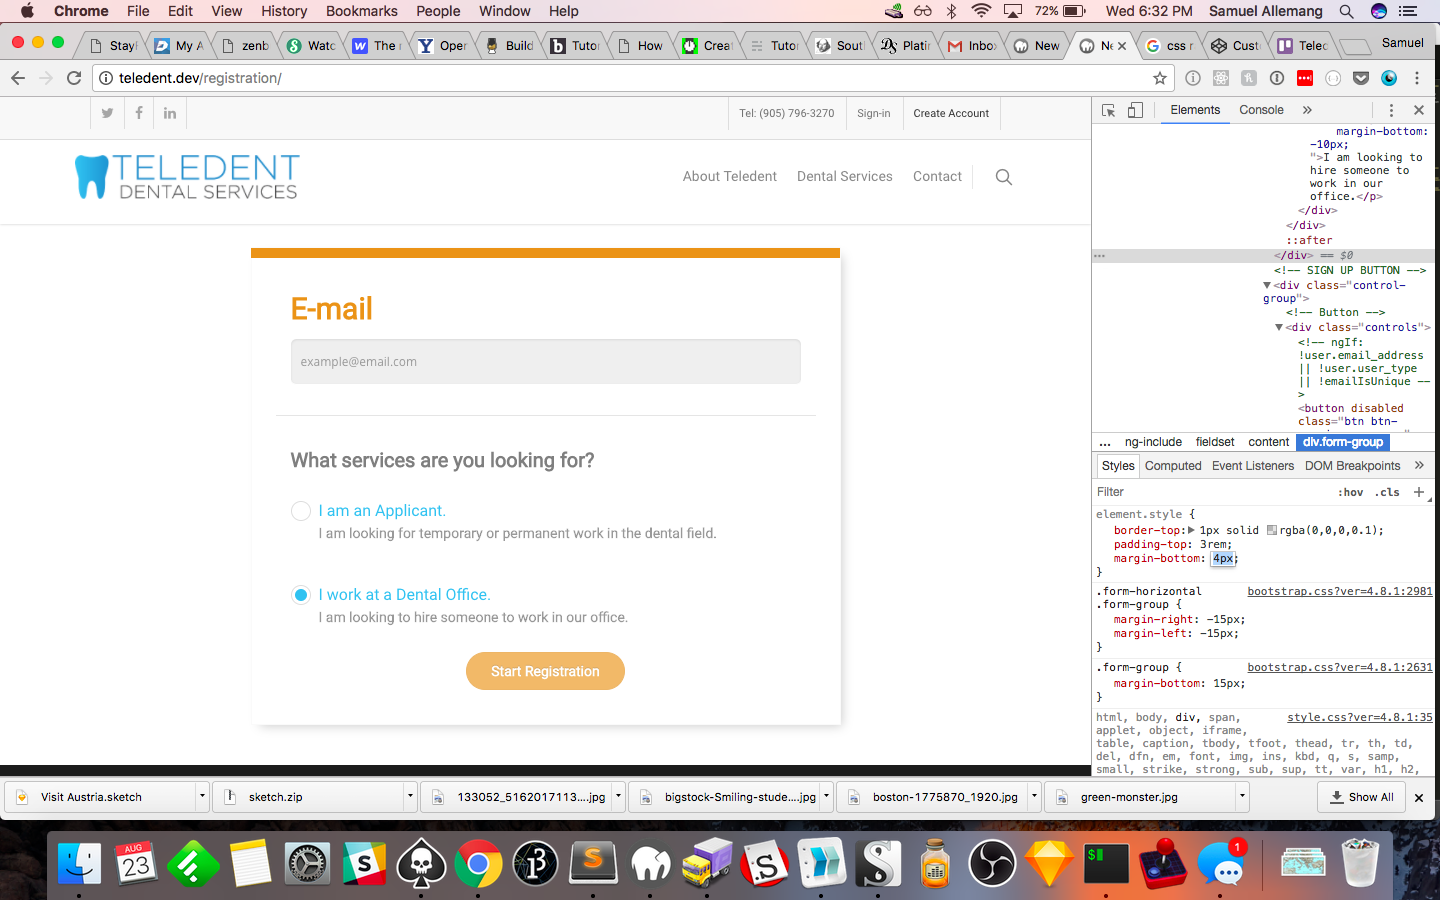 Chrome File Edit View History Bookmarks People Window Help 72% Wed 6:32 PM Samuel Allemang
Stay My A zenb Watc The Oper Build Tutor How Creat Tutor Sout Platin Inbo New Ne css r Cust Telec Samuel
teledent.dev/registration/
Tel: (905) 796-3270 Sign-in Create Account
TELEDENT
DENTAL SERVICES
About Teledent Dental Services Contact
E-mail
example@email.com
What services are you looking for?
I am an Applicant.
I am looking for temporary or permanent work in the dental field.
I work at a Dental Office.
I am looking to hire someone to work in our office.
Start Registration
Elements Console »
margin-bottom:
-10px;
">I am looking to
hire someone to
work in our
office.</p>
</div>
</div>
::after
</div> == $0
<!-- SIGN UP BUTTON -->
<div class="control-
group">
<!-- Button -->
<div class="controls">
<!-- ngIf:
!user.email_address
|| !user.user_type
|| !emailIsUnique --
>
<button disabled
class="btn btn-
... ng-include fieldset content div.form-group
Styles Computed Event Listeners DOM Breakpoints »
Filter :hov .cls +
element.style {
border-top: 1px solid rgba(0,0,0,0.1);
padding-top: 3rem;
margin-bottom: 4px;
}
.form-horizontal bootstrap.css?ver=4.8.1:2981
.form-group {
margin-right: -15px;
margin-left: -15px;
}
.form-group { bootstrap.css?ver=4.8.1:2631
margin-bottom: 15px;
}
html, body, div, span, style.css?ver=4.8.1:35
applet, object, iframe,
table, caption, tbody, tfoot, thead, tr, th, td,
del, dfn, em, font, img, ins, kbd, q, s, samp,
small, strike, strong, sub, sup, tt, var, h1, h2,
Visit Austria.sketch sketch.zip 133052_5162017113....jpg bigstock-Smiling-stude....jpg boston-1775870_1920.jpg green-monster.jpg Show All
AUG
23
1